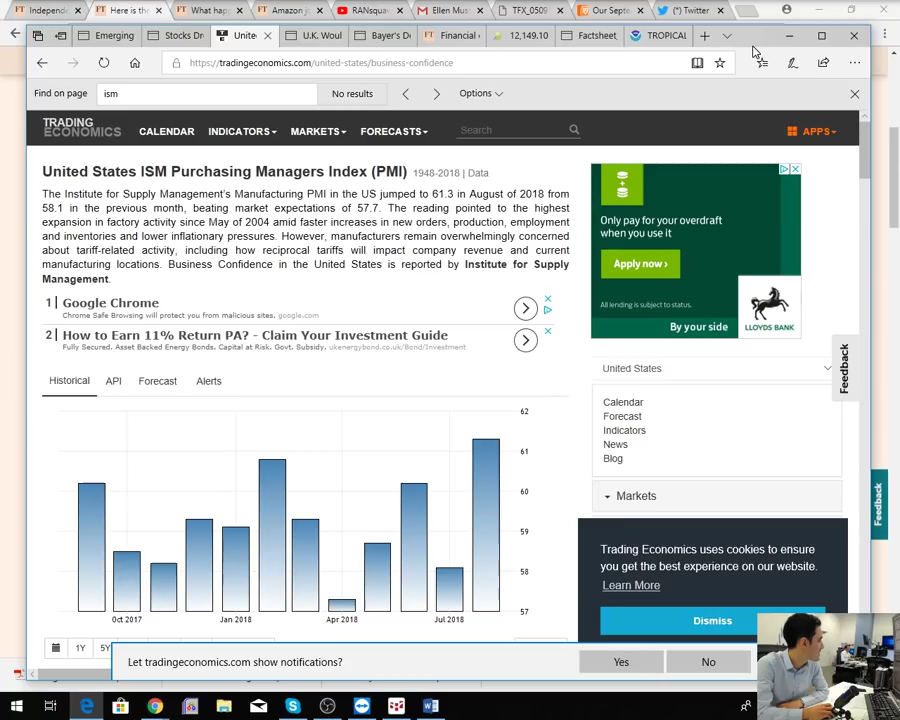 Independe
Here is the
What hap
Amazon jo
RANsqua
Ellen Mus
TFX_0509
Our Sept
(*) Twitter
Emerging
Stocks Dr
Unite
U.K. Woul
Bayer's De
Financial
12,149.10
Factsheet
TROPICAL
https://tradingeconomics.com/united-states/business-confidence
Find on page
ism
No results
Options
TRADING
ECONOMICS
CALENDAR
INDICATORS
MARKETS
FORECASTS
Search
APPS
United States ISM Purchasing Managers Index (PMI) 1948-2018 | Data
The Institute for Supply Management's Manufacturing PMI in the US jumped to 61.3 in August of 2018 from
58.1 in the previous month, beating market expectations of 57.7. The reading pointed to the highest
expansion in factory activity since May of 2004 amid faster increases in new orders, production, employment
and inventories and lower inflationary pressures. However, manufacturers remain overwhelmingly concerned
about tariff-related activity, including how reciprocal tariffs will impact company revenue and current
manufacturing locations. Business Confidence in the United States is reported by Institute for Supply
Management.
1 | Google Chrome
Chrome Safe Browsing will protect you from malicious sites. google.com
2 | How to Earn 11% Return PA? - Claim Your Investment Guide
Fully Secured. Asset Backed Energy Bonds. Capital at Risk. Govt. Subsidy. ukenergybond.co.uk/Bond/Investment
Historical
API
Forecast
Alerts
62
61
60
59
58
57
Oct 2017
Jan 2018
Apr 2018
Jul 2018
1Y
5Y
Only pay for your overdraft
when you use it
Apply now ›
All lending is subject to status.
By your side
LLOYDS BANK
United States
Calendar
Forecast
Indicators
News
Blog
Markets
Feedback
Feedback
Trading Economics uses cookies to ensure
you get the best experience on our website.
Learn More
Dismiss
Let tradingeconomics.com show notifications?
Yes
No